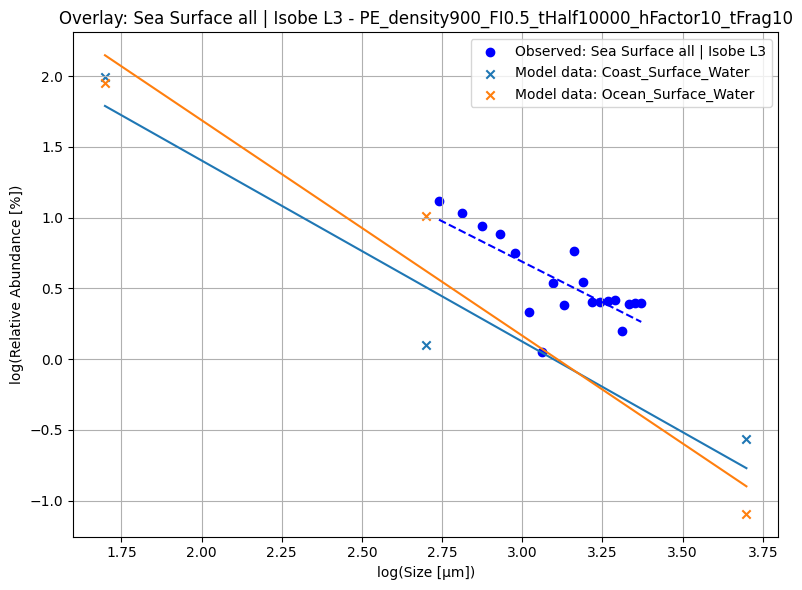 Overlay: Sea Surface all | Isobe L3 - PE_density900_FI0.5_tHalf10000_hFactor10_tFrag10
Observed: Sea Surface all | Isobe L3
Model data: Coast_Surface_Water
Model data: Ocean_Surface_Water
log(Relative Abundance [%])
2.0
1.5
1.0
0.5
0.0
−0.5
−1.0
1.75 2.00 2.25 2.50 2.75 3.00 3.25 3.50 3.75
log(Size [µm])